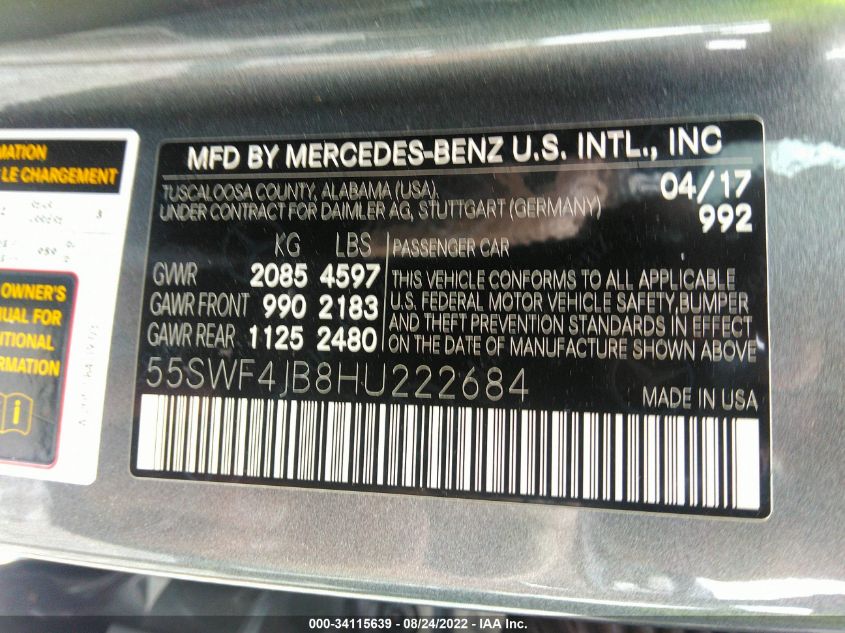 MATION
LE CHARGEMENT
OWNER'S
UAL FOR
ITIONAL
ORMATION
MFD BY MERCEDES-BENZ U.S. INTL., INC
TUSCALOOSA COUNTY, ALABAMA (USA). 04/17
UNDER CONTRACT FOR DAIMLER AG, STUTTGART (GERMANY) 992
KG LBS PASSENGER CAR
GVWR 2085 4597 THIS VEHICLE CONFORMS TO ALL APPLICABLE
GAWR FRONT 990 2183 U.S. FEDERAL MOTOR VEHICLE SAFETY, BUMPER
GAWR REAR 1125 2480 AND THEFT PREVENTION STANDARDS IN EFFECT
ON THE DATE OF MANUFACTURE SHOWN ABOVE
55SWF4JB8HU222684 MADE IN USA
000-34115639 - 08/24/2022 - IAA Inc.